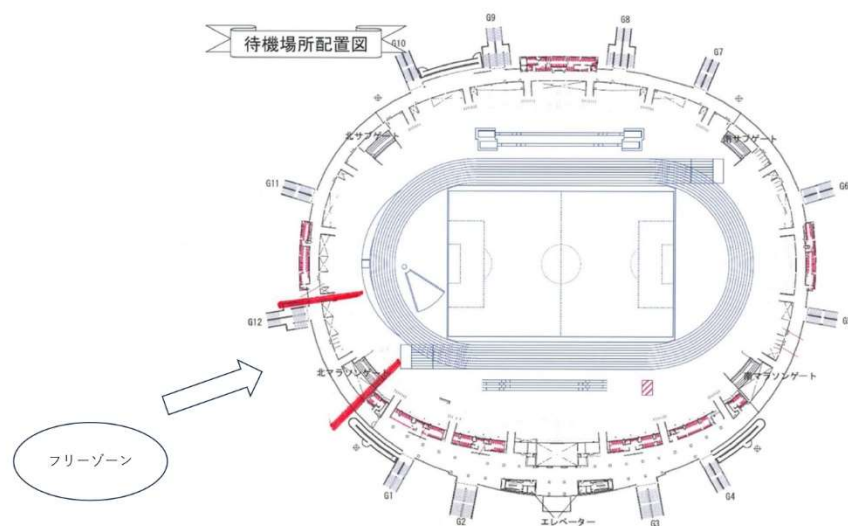 待機場所配置図
G9
G8
G10
G7
北サブゲート
南サブゲート
G11
G6
G12
北マラソンゲート
南マラソンゲート
フリーゾーン
G1
G4
G2
エレベーター
G3